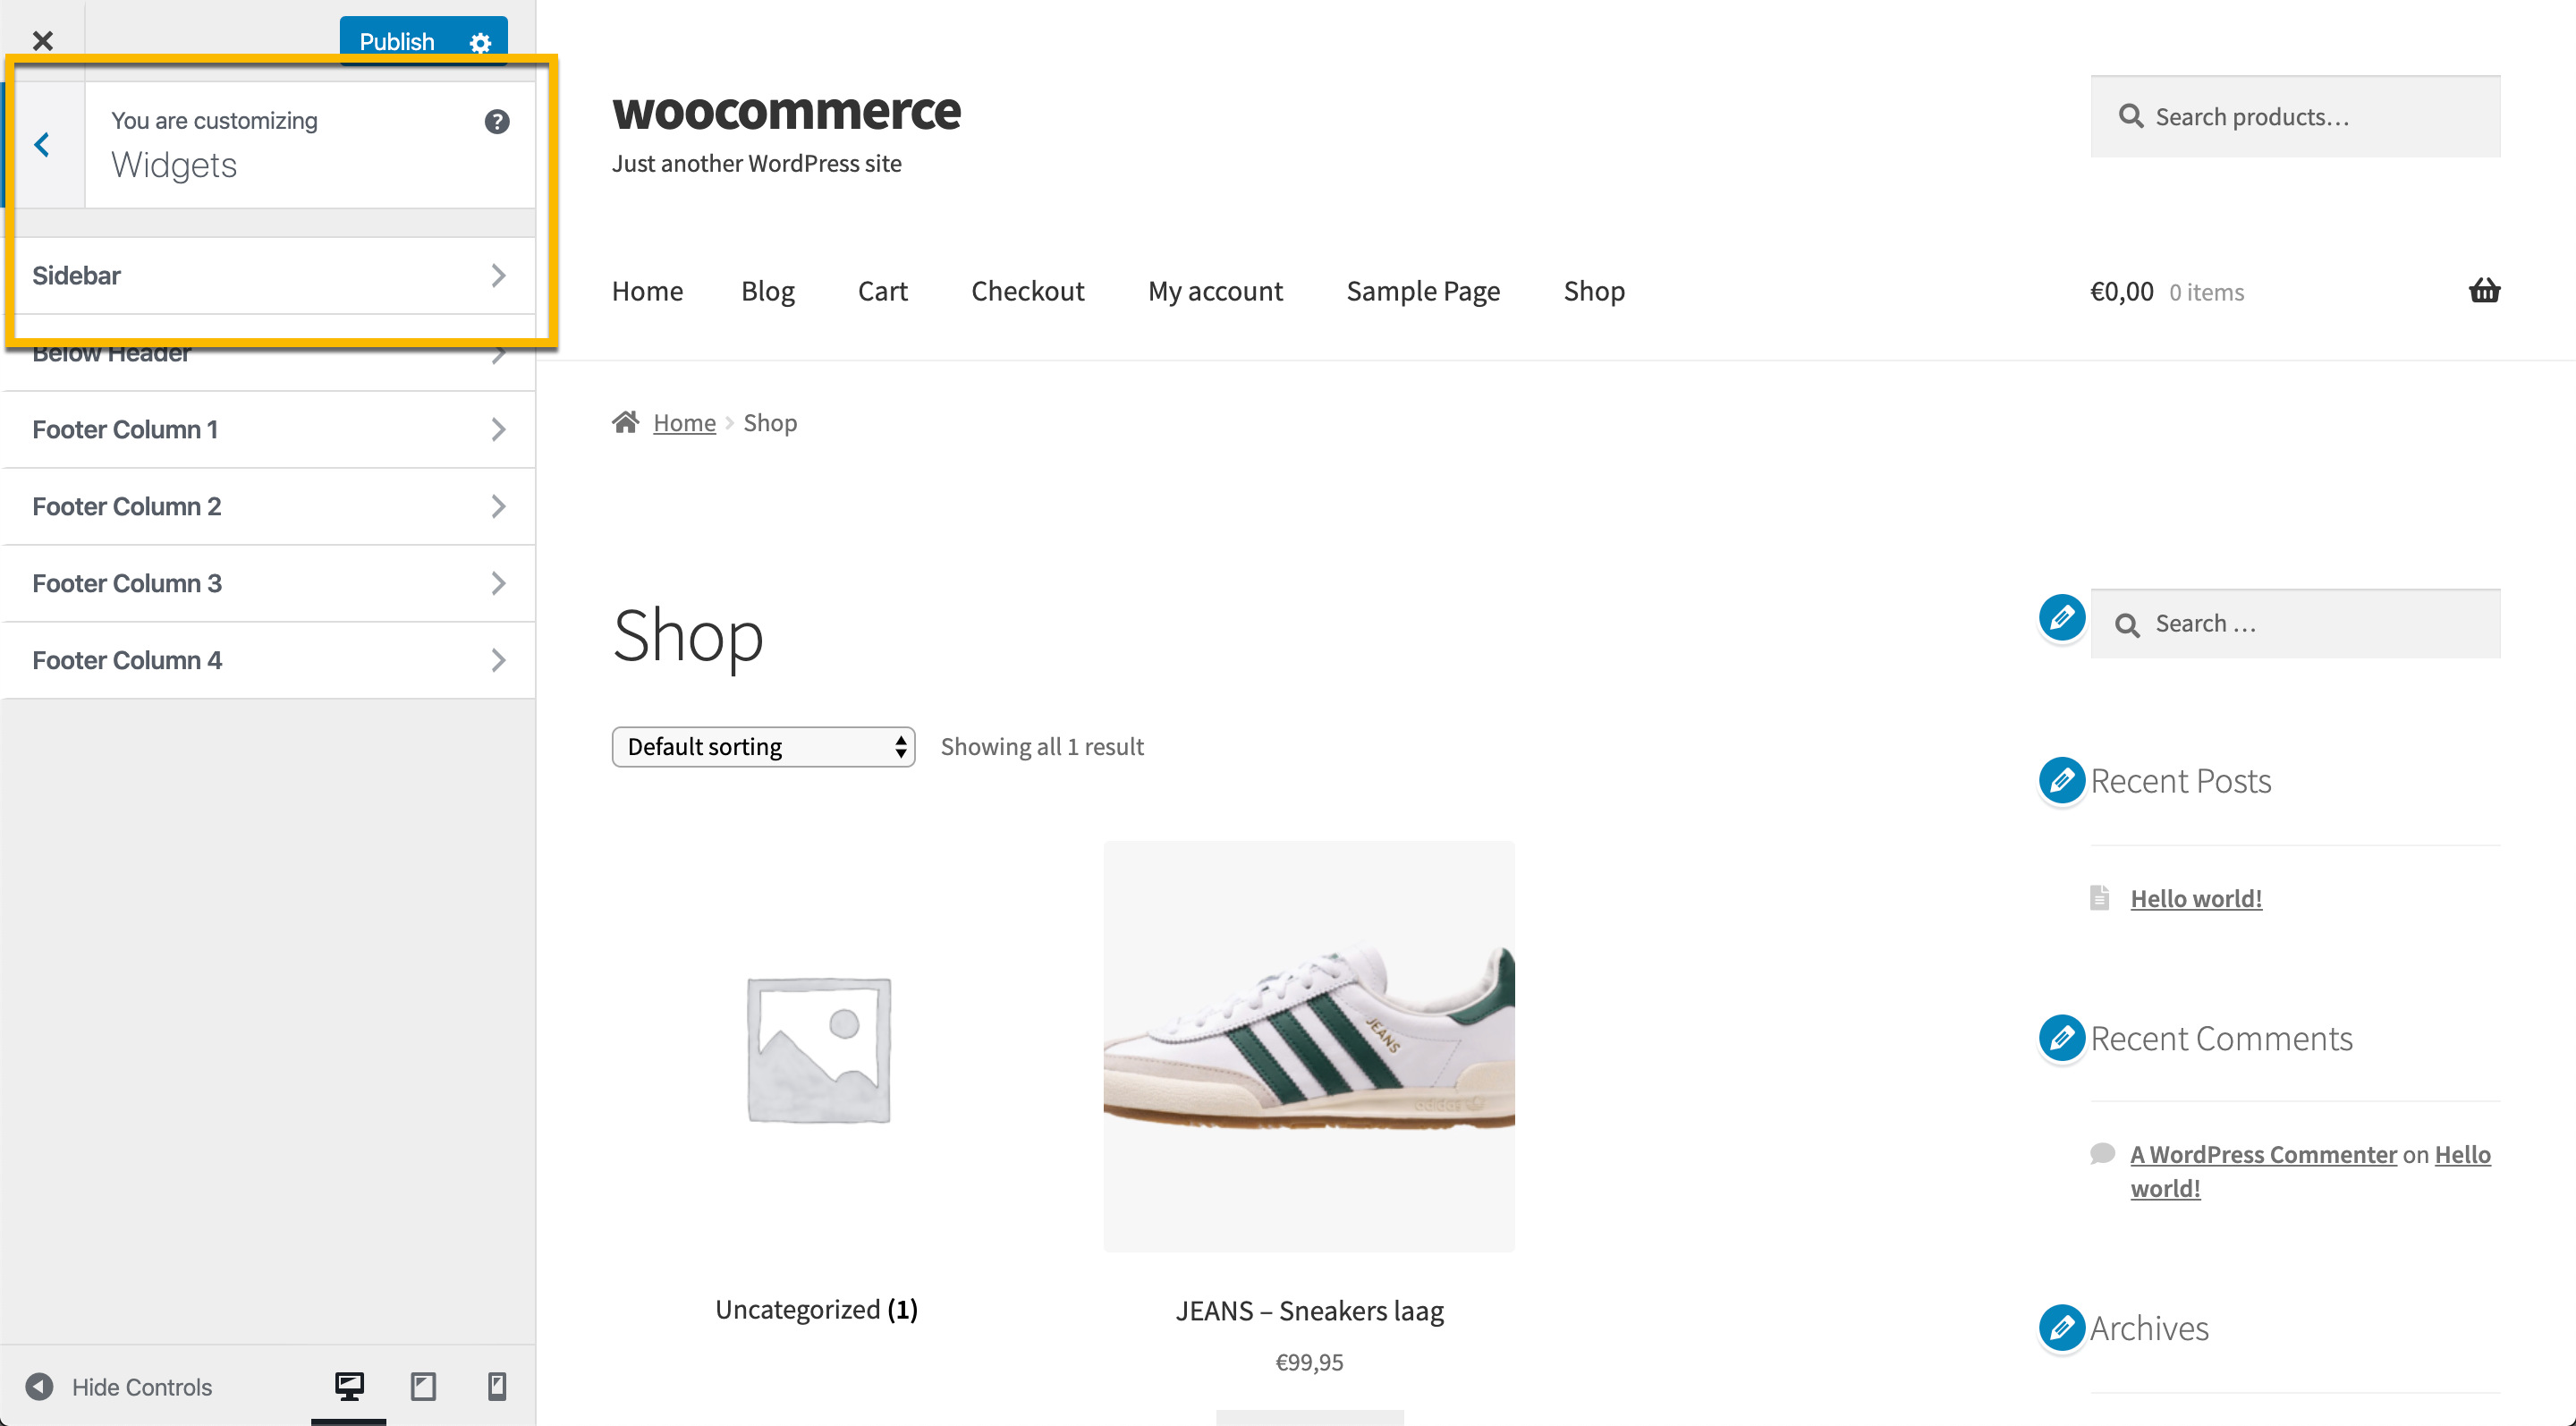 Publish
You are customizing
Widgets
Sidebar
Below Header
Footer Column 1
Footer Column 2
Footer Column 3
Footer Column 4
Hide Controls
woocommerce
Just another WordPress site
Search products…
Home
Blog
Cart
Checkout
My account
Sample Page
Shop
€0,00 0 items
Home
Shop
Shop
Default sorting
Showing all 1 result
JEANS
adidas
Uncategorized (1)
JEANS – Sneakers laag
€99,95
Search …
Recent Posts
Hello world!
Recent Comments
A WordPress Commenter on Hello
world!
Archives